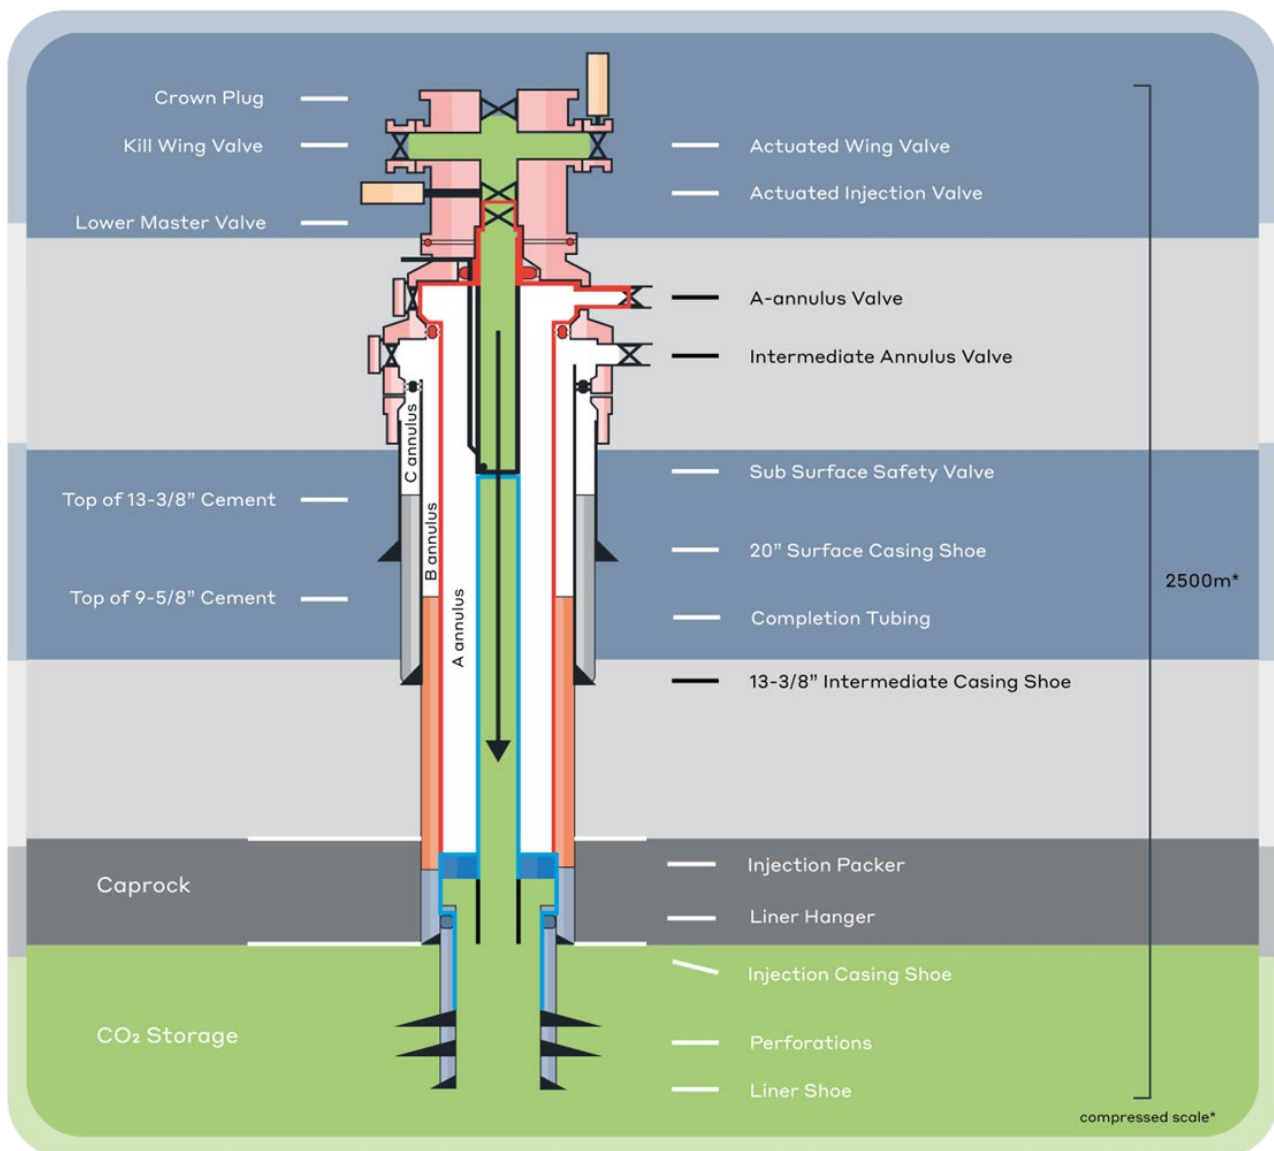 Crown Plug
Kill Wing Valve
Lower Master Valve
Actuated Wing Valve
Actuated Injection Valve
A-annulus Valve
Intermediate Annulus Valve
C annulus
B annulus
A annulus
Top of 13-3/8” Cement
Top of 9-5/8” Cement
Sub Surface Safety Valve
20” Surface Casing Shoe
Completion Tubing
13-3/8” Intermediate Casing Shoe
2500m*
Caprock
Injection Packer
Liner Hanger
CO₂ Storage
Injection Casing Shoe
Perforations
Liner Shoe
compressed scale*